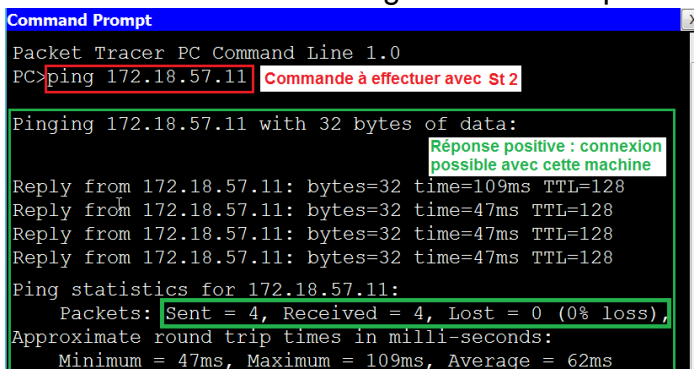 Command Prompt
Packet Tracer PC Command Line 1.0
PC>ping 172.18.57.11 Commande à effectuer avec St 2
Pinging 172.18.57.11 with 32 bytes of data:
Réponse positive : connexion
possible avec cette machine
Reply from 172.18.57.11: bytes=32 time=109ms TTL=128
Reply from 172.18.57.11: bytes=32 time=47ms TTL=128
Reply from 172.18.57.11: bytes=32 time=47ms TTL=128
Reply from 172.18.57.11: bytes=32 time=47ms TTL=128
Ping statistics for 172.18.57.11:
Packets: Sent = 4, Received = 4, Lost = 0 (0% loss),
Approximate round trip times in milli-seconds:
Minimum = 47ms, Maximum = 109ms, Average = 62ms